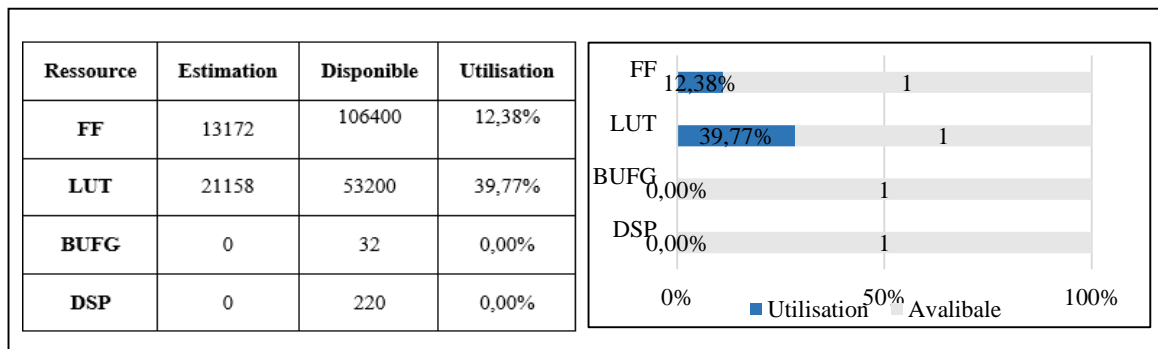 Ressource Estimation Disponible Utilisation
FF 13172 106400 12,38%
LUT 21158 53200 39,77%
BUFG 0 32 0,00%
DSP 0 220 0,00%
FF
12,38% 1
LUT
39,77% 1
BUFG
0,00% 1
DSP
0,00% 1
0% 50% 100%
Utilisation Avalibale